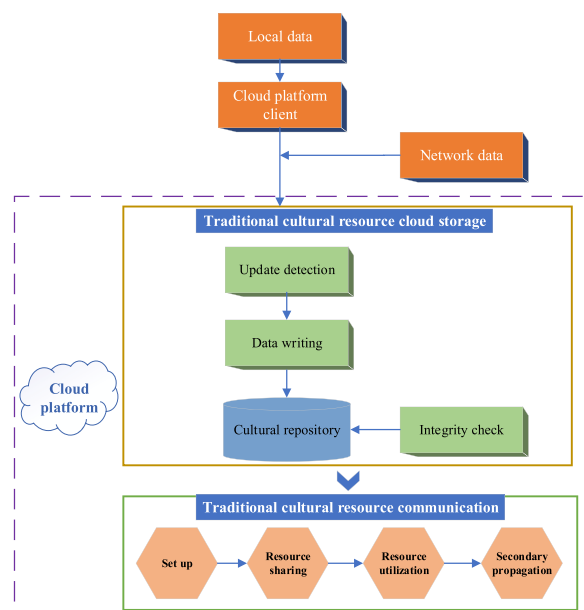 Local data
Cloud platform
client
Network data
Traditional cultural resource cloud storage
Update detection
Data writing
Cloud
platform
Cultural repository
Integrity check
Traditional cultural resource communication
Set up
Resource
sharing
Resource
utilization
Secondary
propagation